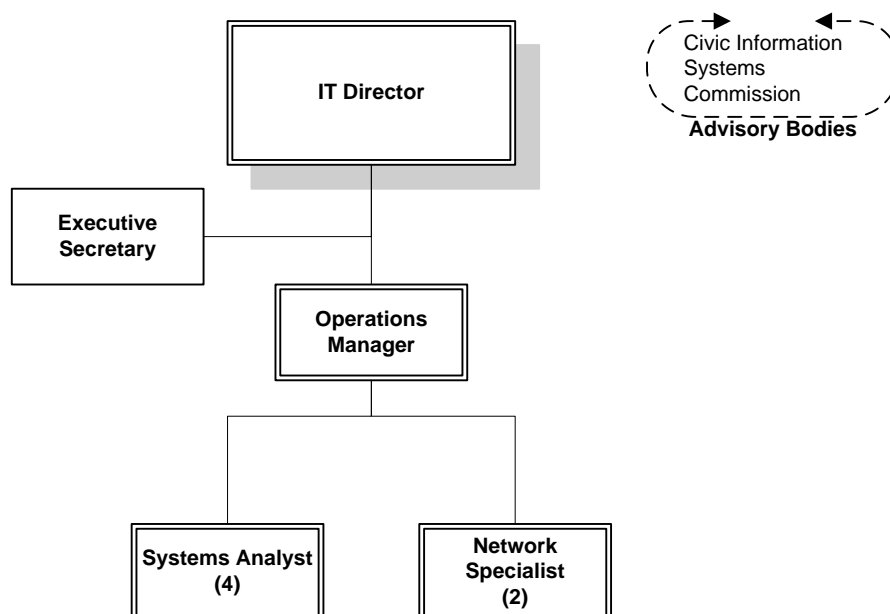 IT Director
Civic Information
Systems
Commission
Advisory Bodies
Executive
Secretary
Operations
Manager
Systems Analyst
(4)
Network
Specialist
(2)